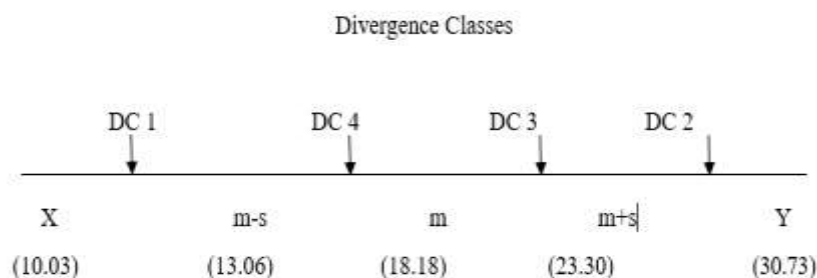 Divergence Classes
DC 1 DC 4 DC 3 DC 2
X m-s m m+s Y
(10.03) (13.06) (18.18) (23.30) (30.73)